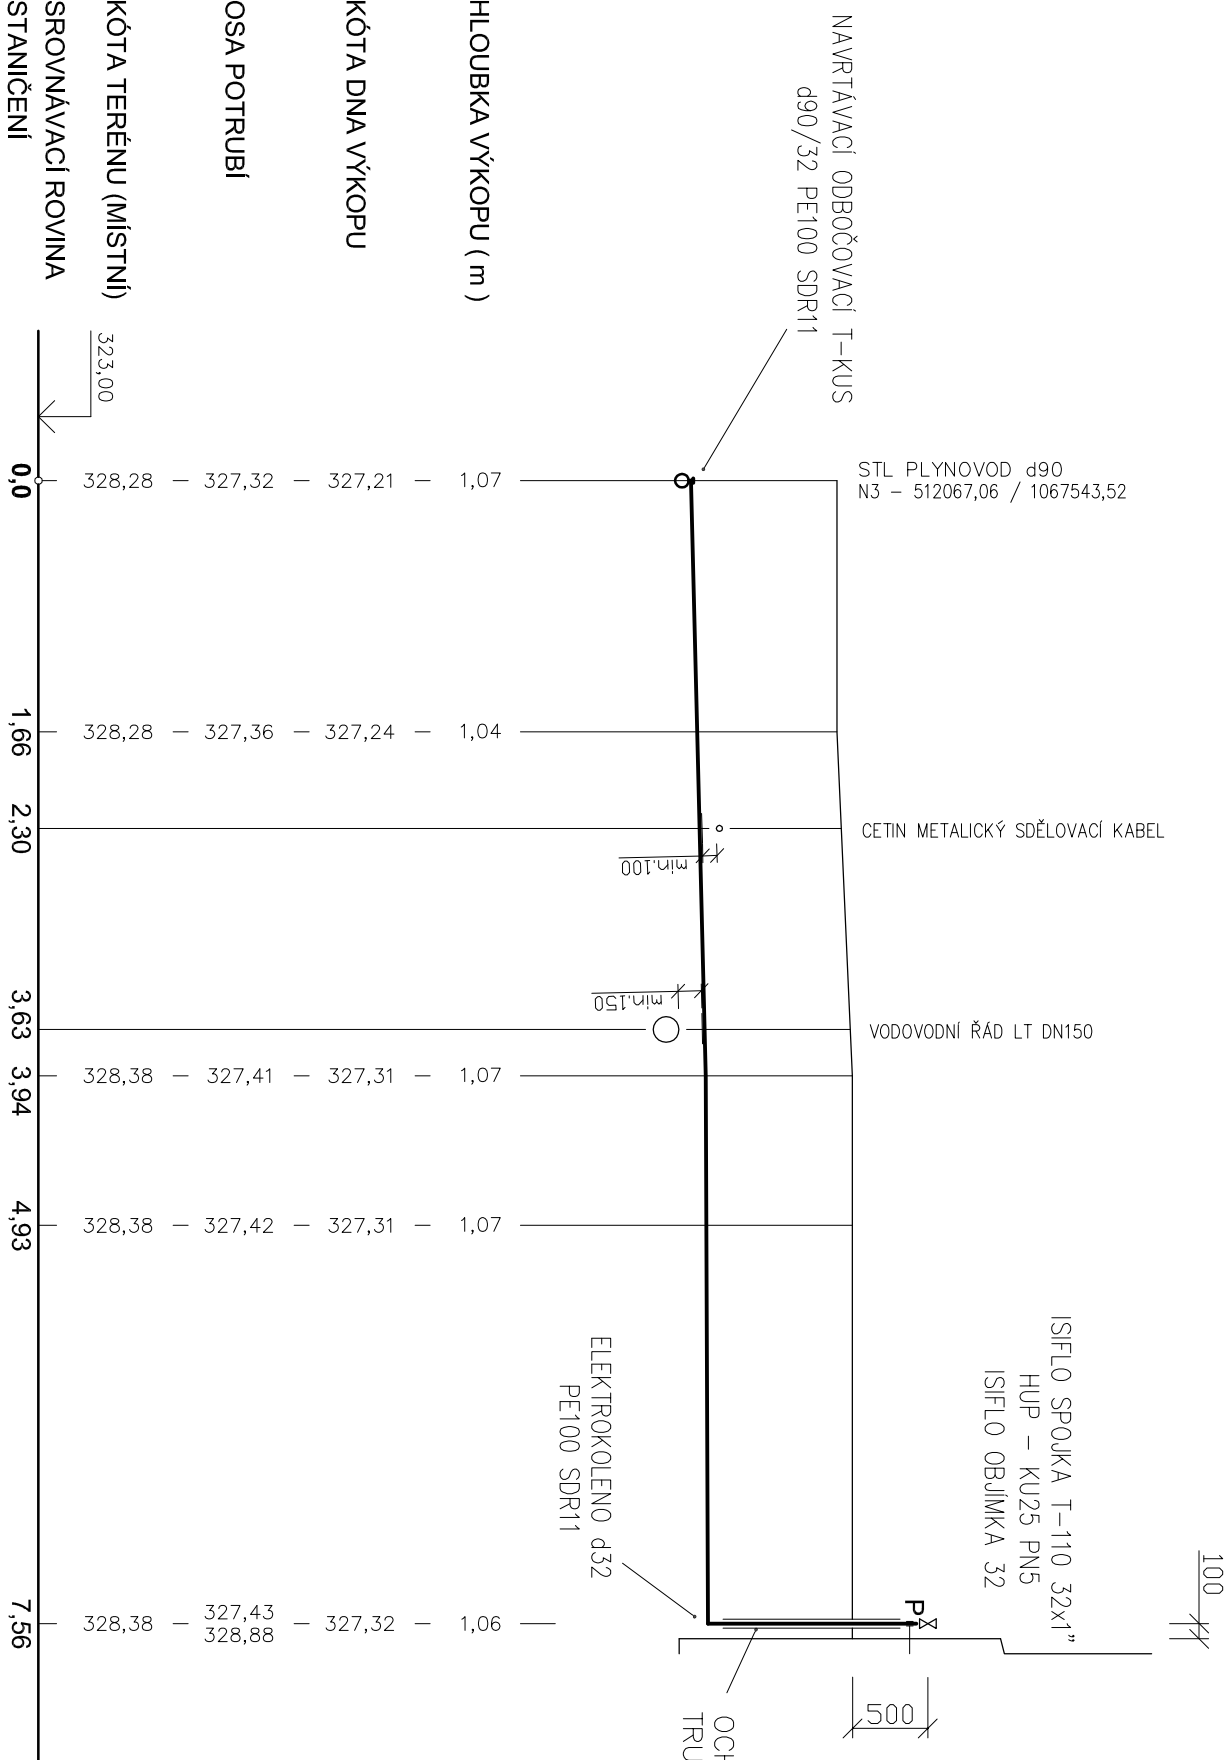 NAVRTÁVACÍ ODBOČOVACÍ T-KUS
d90/32 PE100 SDR11
STL PLYNOVOD d90
N3 - 512067,06 / 1067543,52
CETIN METALICKÝ SDĚLOVACÍ KABEL
VODOVODNÍ ŘÁD LT DN150
ISIFLO SPOJKA T-110 32x1"
HUP - KU25 PN5
ISIFLO OBJÍMKA 32
100
500
P
min.100
min.150
ELEKTROKOLENO d32
PE100 SDR11
HLOUBKA VÝKOPU ( m )
1,07
1,04
1,07
1,07
1,06
KÓTA DNA VÝKOPU
327,21
327,24
327,31
327,31
327,32
OSA POTRUBÍ
327,32
327,36
327,41
327,42
327,43
328,88
KÓTA TERÉNU (MÍSTNÍ)
328,28
328,28
328,38
328,38
328,38
SROVNÁVACÍ ROVINA
323,00
STANIČENÍ
0,0
1,66
2,30
3,63
3,94
4,93
7,56